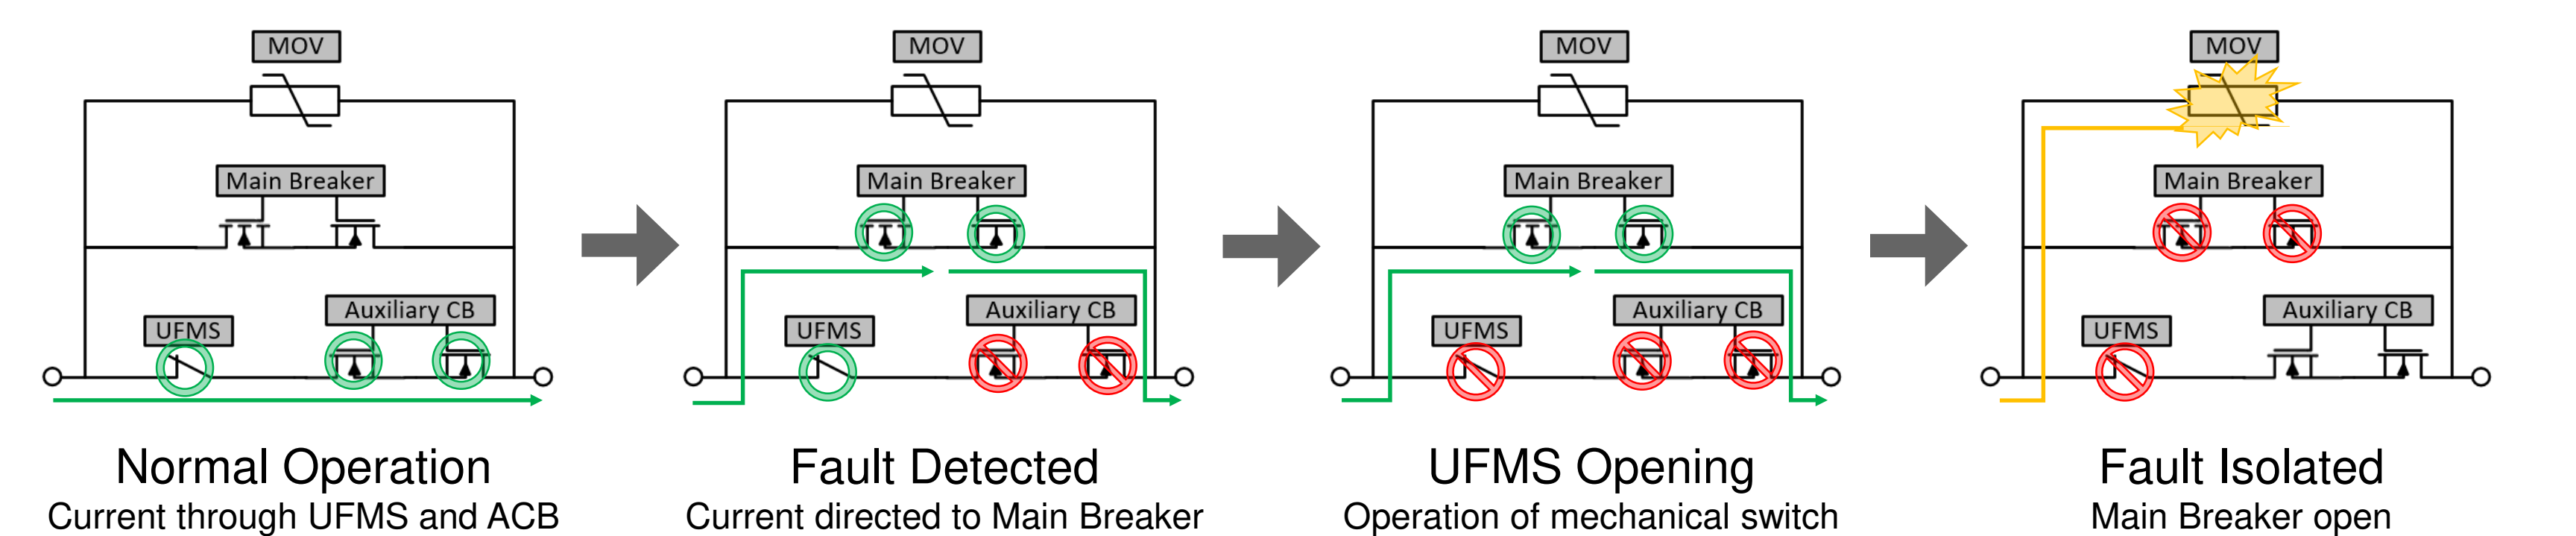 MOV
Main Breaker
Auxiliary CB
UFMS
Normal Operation
Current through UFMS and ACB
MOV
Main Breaker
Auxiliary CB
UFMS
Fault Detected
Current directed to Main Breaker
MOV
Main Breaker
Auxiliary CB
UFMS
UFMS Opening
Operation of mechanical switch
MOV
Main Breaker
Auxiliary CB
UFMS
Fault Isolated
Main Breaker open